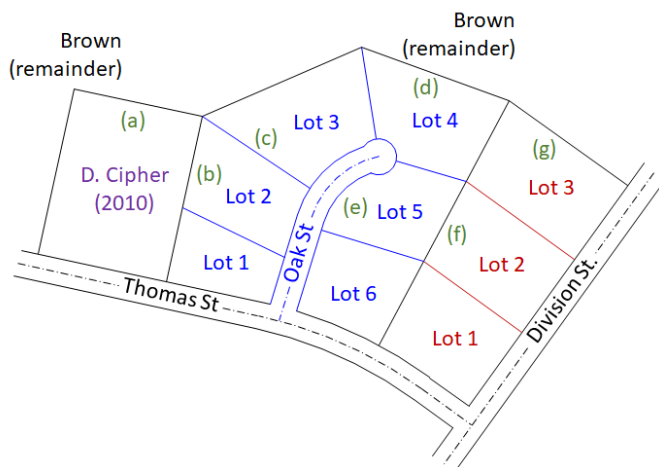 Brown
(remainder)
Brown
(remainder)
(a)
(d)
Lot 3
Lot 4
(c)
(g)
D. Cipher
(2010)
(b)
Lot 2
Lot 3
(e)
Lot 5
(f)
Lot 1
Oak St
Lot 2
Thomas St
Lot 6
Division St.
Lot 1